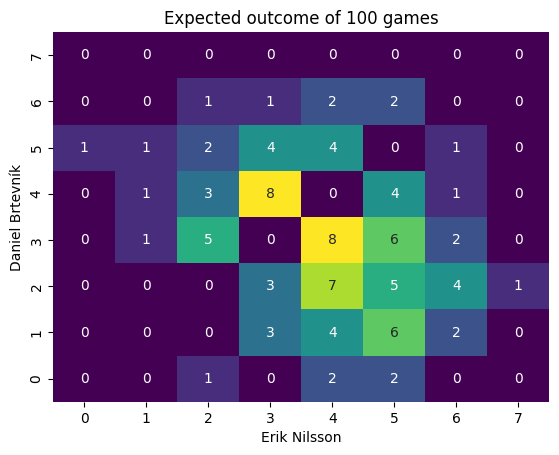 Expected outcome of 100 games
Daniel Brtevník
7 0 0 0 0 0 0 0 0
6 0 0 1 1 2 2 0 0
5 1 1 2 4 4 0 1 0
4 0 1 3 8 0 4 1 0
3 0 1 5 0 8 6 2 0
2 0 0 0 3 7 5 4 1
1 0 0 0 3 4 6 2 0
0 0 0 1 0 2 2 0 0
0 1 2 3 4 5 6 7
Erik Nilsson